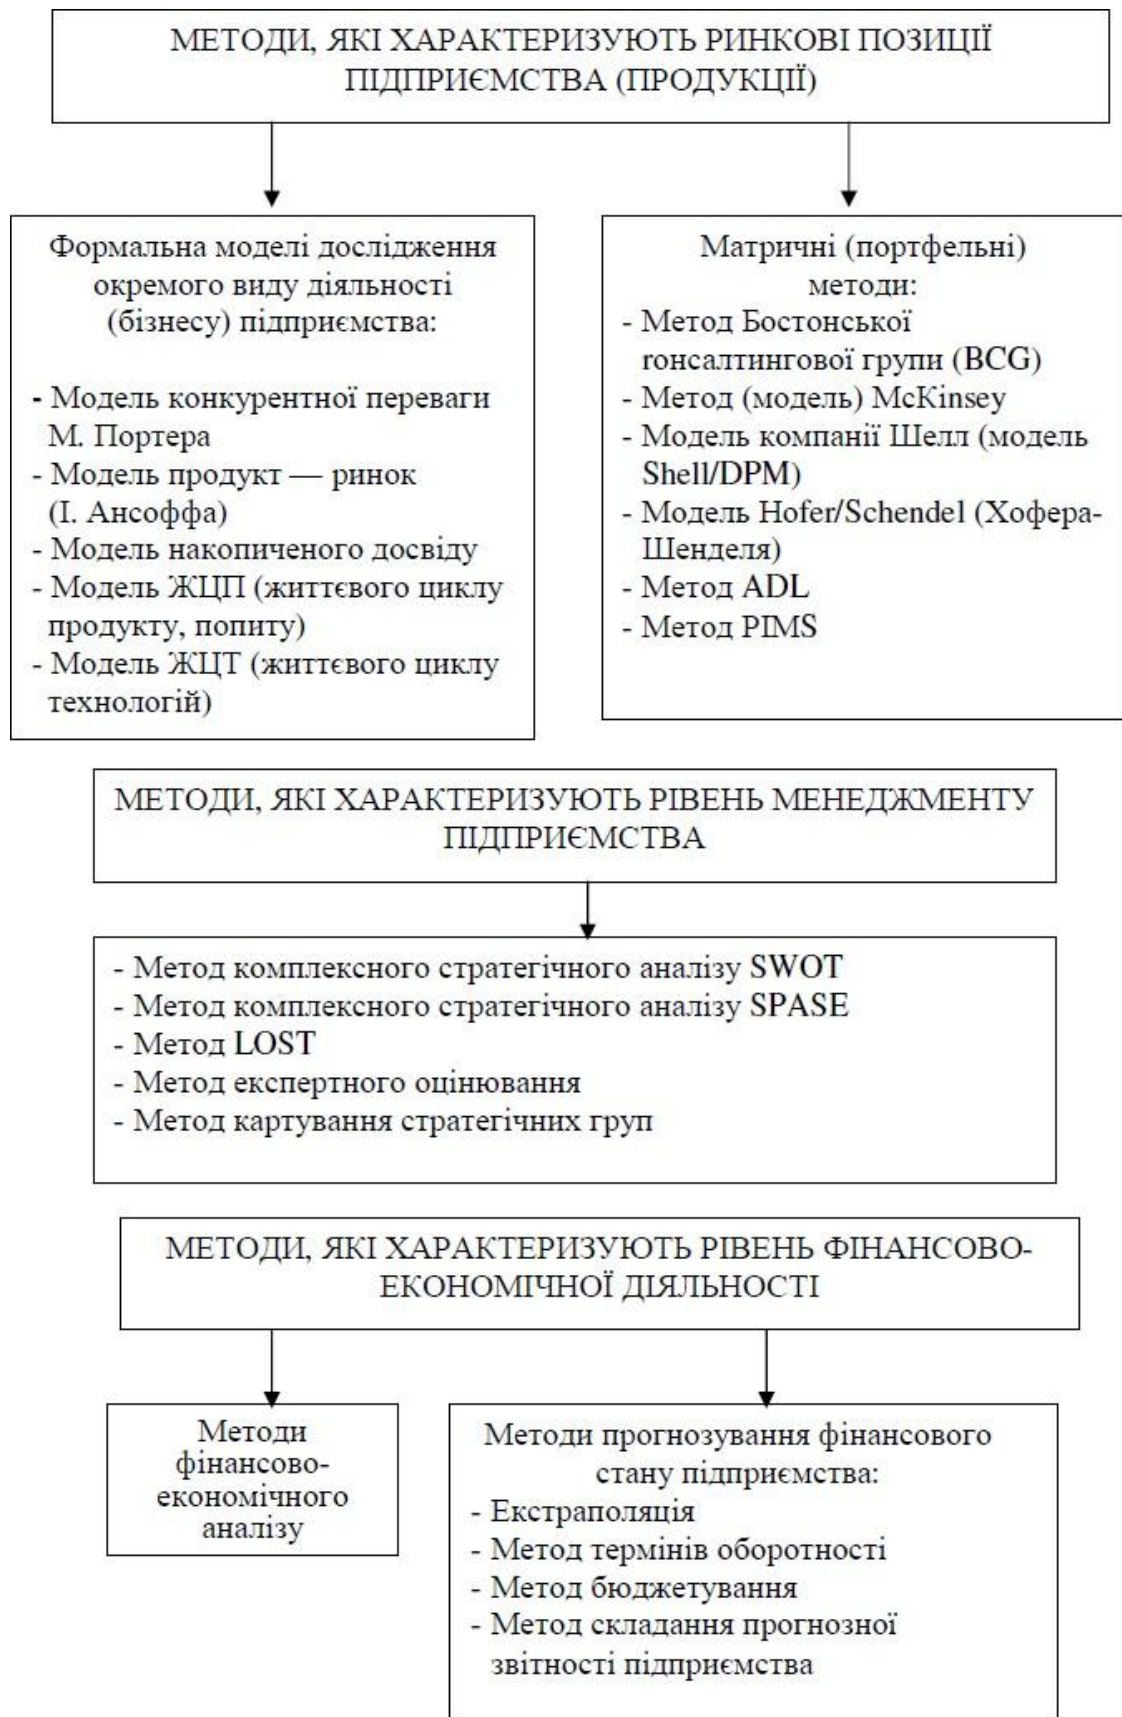 МЕТОДИ, ЯКІ ХАРАКТЕРИЗУЮТЬ РИНКОВІ ПОЗИЦІЇ
ПІДПРИЄМСТВА (ПРОДУКЦІЇ)
Формальна моделі дослідження
окремого виду діяльності
(бізнесу) підприємства:
- Модель конкурентної переваги
М. Портера
- Модель продукт — ринок
(І. Ансоффа)
- Модель накопиченого досвіду
- Модель ЖЦП (життєвого циклу
продукту, попиту)
- Модель ЖЦТ (життєвого циклу
технологій)
Матричні (портфельні)
методи:
- Метод Бостонської
гонсалтингової групи (BCG)
- Метод (модель) McKinsey
- Модель компанії Шелл (модель
Shell/DPM)
- Модель Hofer/Schendel (Хофера-
Шенделя)
- Метод ADL
- Метод PIMS
МЕТОДИ, ЯКІ ХАРАКТЕРИЗУЮТЬ РІВЕНЬ МЕНЕДЖМЕНТУ
ПІДПРИЄМСТВА
- Метод комплексного стратегічного аналізу SWOT
- Метод комплексного стратегічного аналізу SPASE
- Метод LOST
- Метод експертного оцінювання
- Метод картування стратегічних груп
МЕТОДИ, ЯКІ ХАРАКТЕРИЗУЮТЬ РІВЕНЬ ФІНАНСОВО-
ЕКОНОМІЧНОЇ ДІЯЛЬНОСТІ
Методи
фінансово-
економічного
аналізу
Методи прогнозування фінансового
стану підприємства:
- Екстраполяція
- Метод термінів оборотності
- Метод бюджетування
- Метод складання прогнозної
звітності підприємства